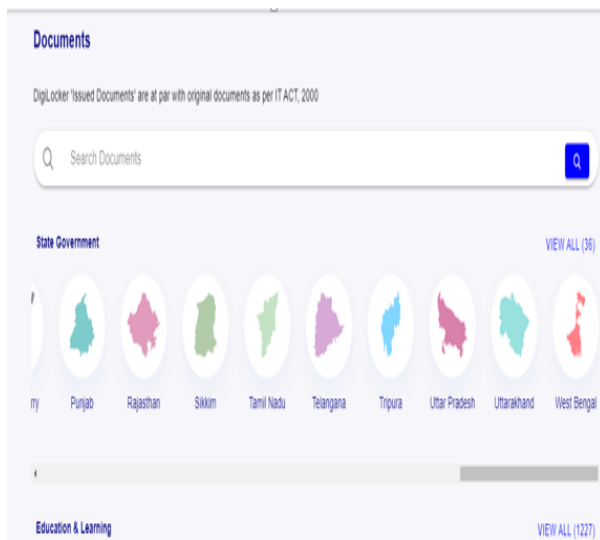 Documents
DigiLocker 'Issued Documents' are at par with original documents as per IT ACT, 2000
Search Documents
State Government VIEW ALL (36)
rry Punjab Rajasthan Sikkim Tamil Nadu Telangana Tripura Uttar Pradesh Uttarakhand West Bengal
Education & Learning VIEW ALL (1227)